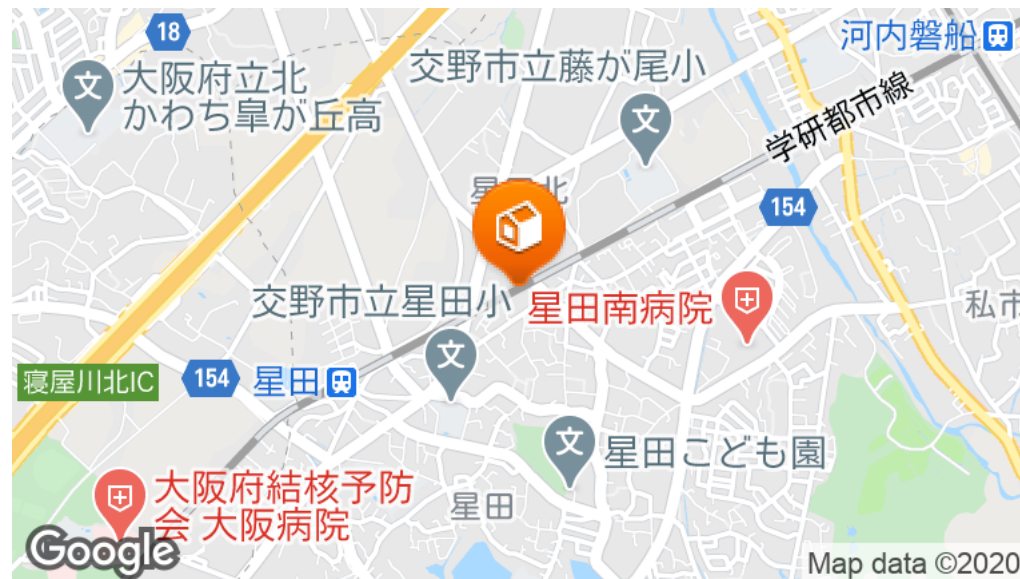 18
河内磐船
交野市立藤が尾小
大阪府立北
かわち皐が丘高
学研都市線
154
星田北
交野市立星田小
星田南病院
私市
寝屋川北IC
154
星田
星田こども園
大阪府結核予防
会 大阪病院
星田
Google
Map data ©2020